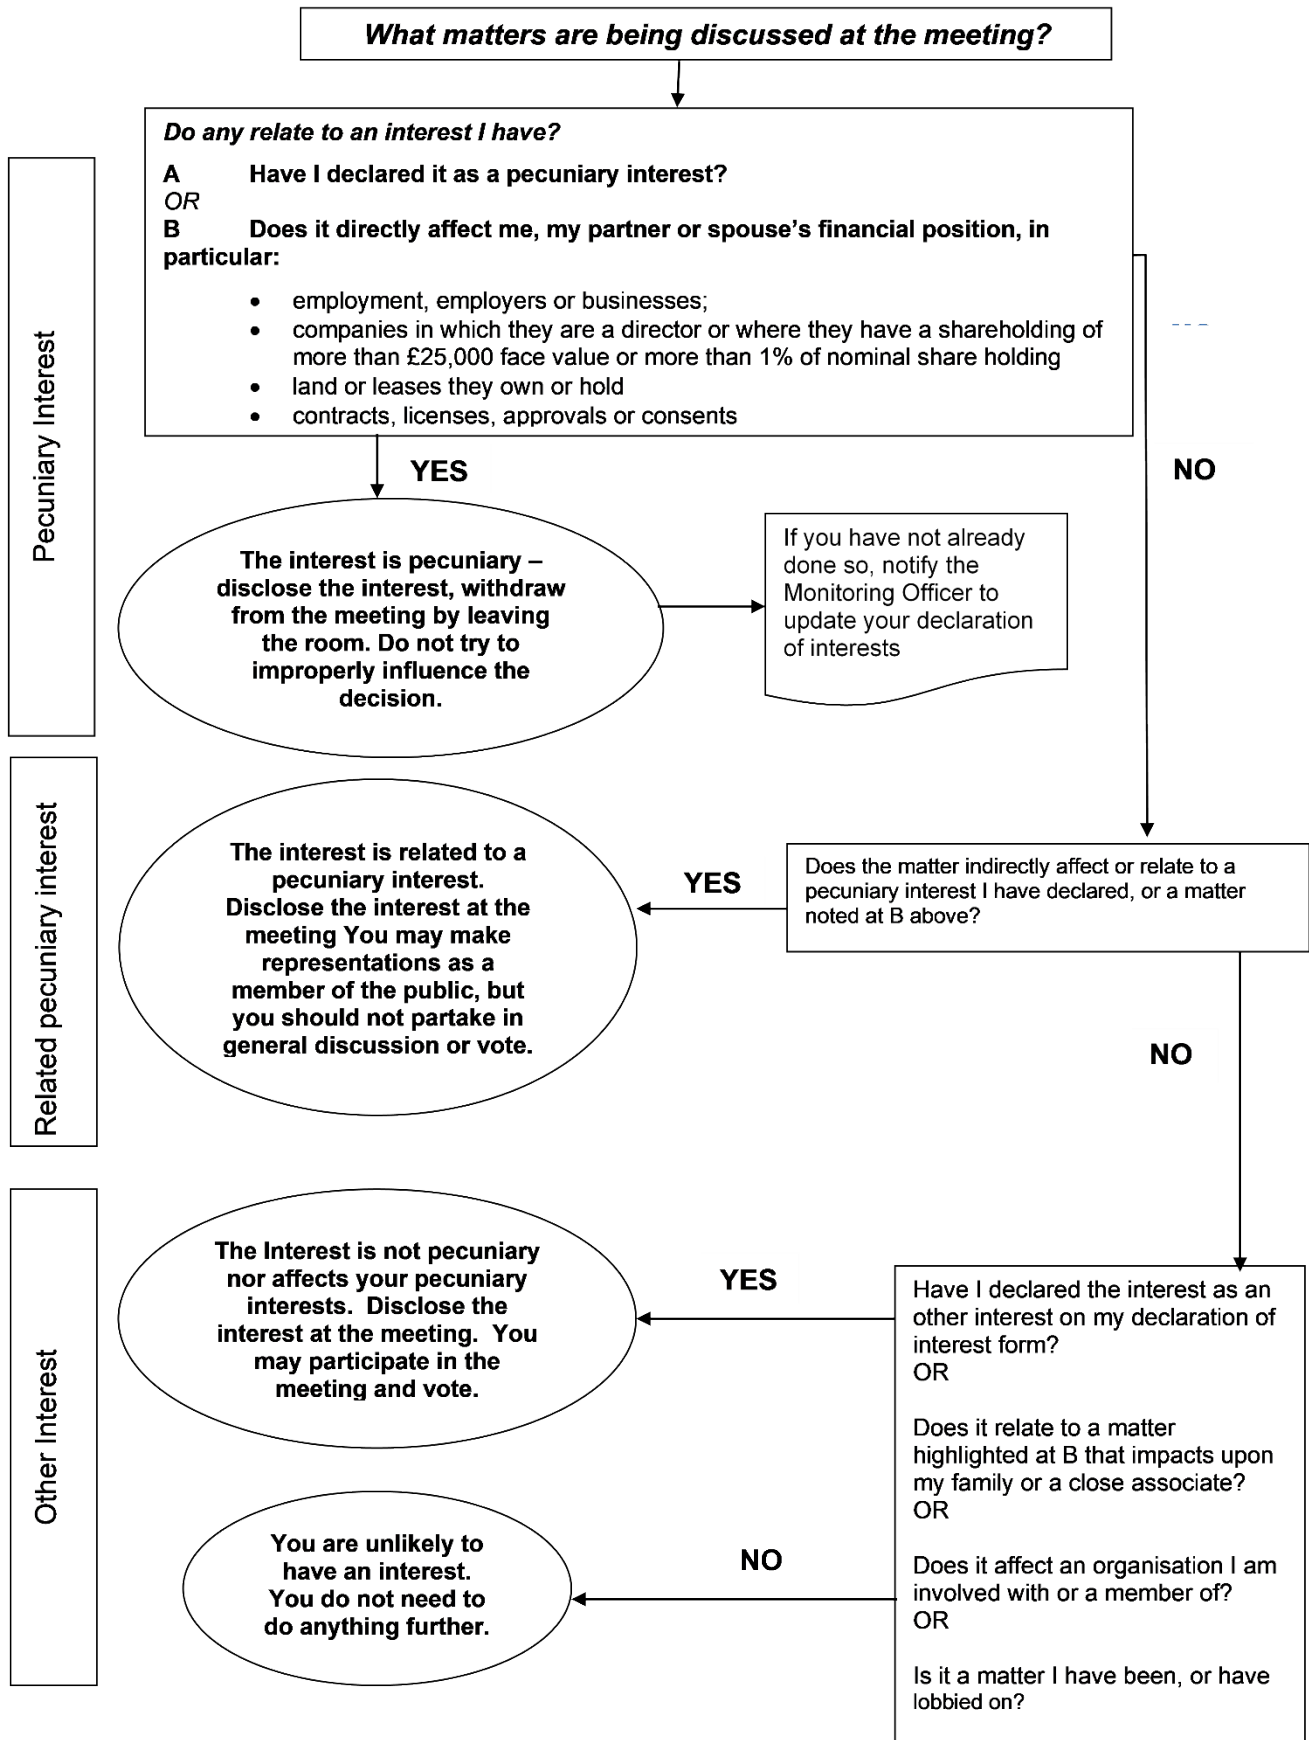 What matters are being discussed at the meeting?
Do any relate to an interest I have?
A Have I declared it as a pecuniary interest?
OR
B Does it directly affect me, my partner or spouse's financial position, in
particular:
• employment, employers or businesses;
• companies in which they are a director or where they have a shareholding of
more than £25,000 face value or more than 1% of nominal share holding
• land or leases they own or hold
• contracts, licenses, approvals or consents
Pecuniary Interest
YES
NO
The interest is pecuniary –
disclose the interest, withdraw
from the meeting by leaving
the room. Do not try to
improperly influence the
decision.
If you have not already
done so, notify the
Monitoring Officer to
update your declaration
of interests
Related pecuniary interest
The interest is related to a
pecuniary interest.
Disclose the interest at the
meeting You may make
representations as a
member of the public, but
you should not partake in
general discussion or vote.
YES
Does the matter indirectly affect or relate to a
pecuniary interest I have declared, or a matter
noted at B above?
NO
Other Interest
The Interest is not pecuniary
nor affects your pecuniary
interests. Disclose the
interest at the meeting. You
may participate in the
meeting and vote.
YES
Have I declared the interest as an
other interest on my declaration of
interest form?
OR
Does it relate to a matter
highlighted at B that impacts upon
my family or a close associate?
OR
Does it affect an organisation I am
involved with or a member of?
OR
Is it a matter I have been, or have
lobbied on?
NO
You are unlikely to
have an interest.
You do not need to
do anything further.